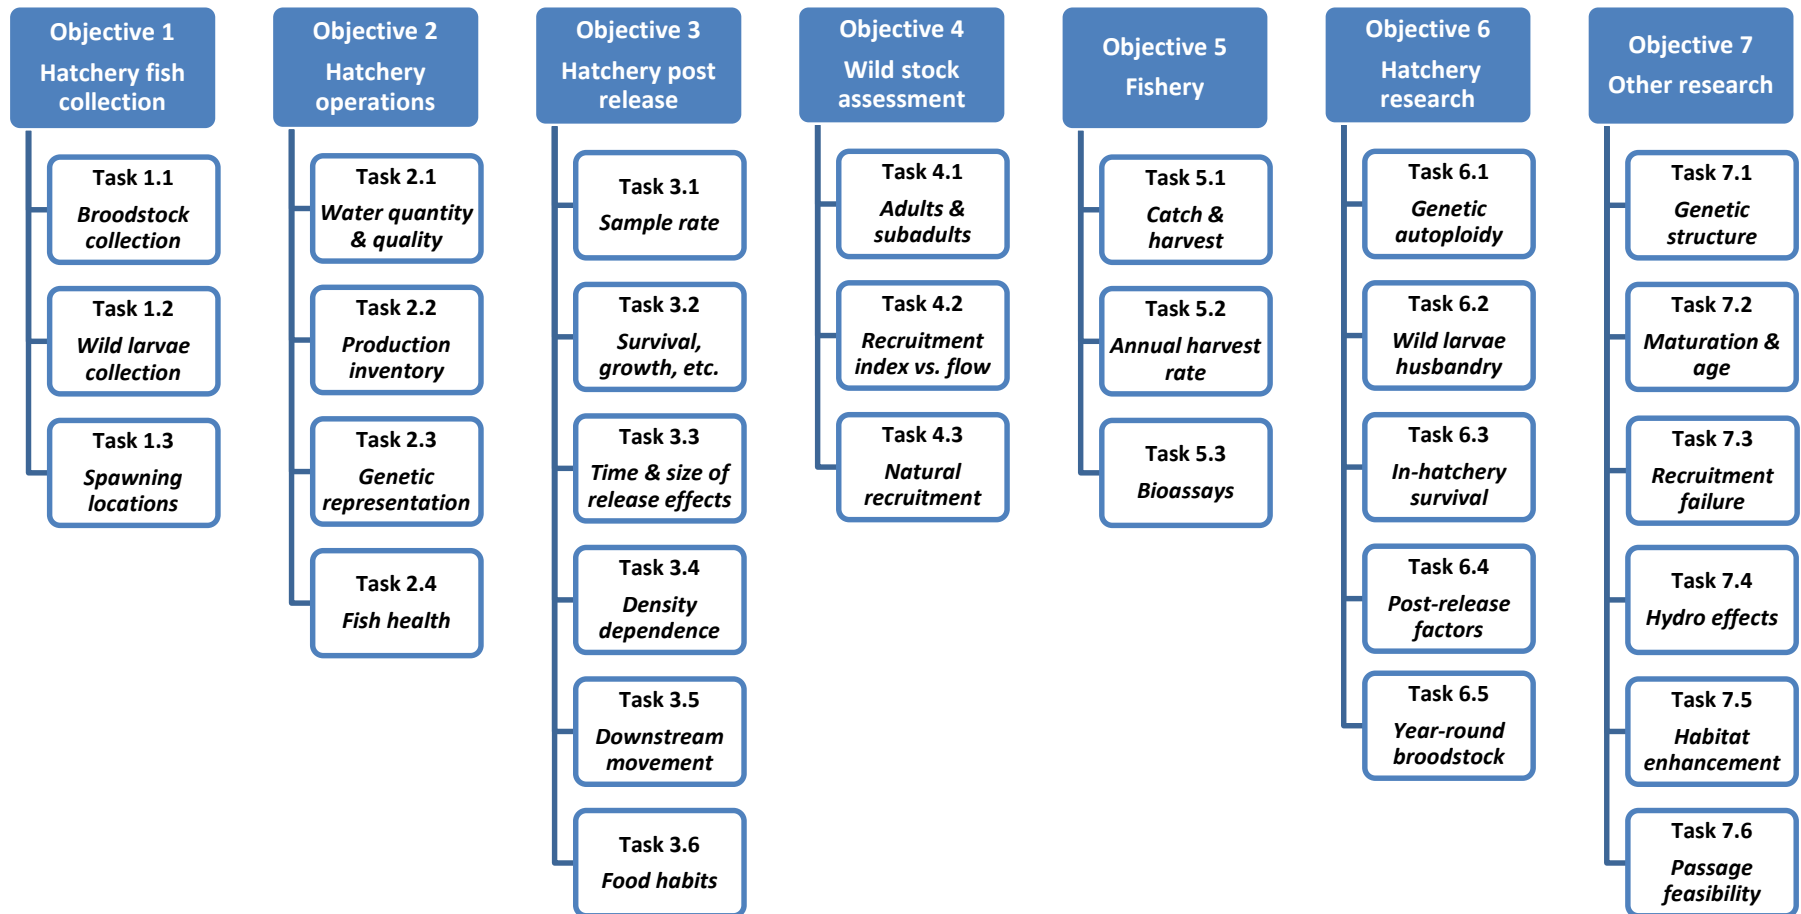 Objective 1
Hatchery fish
collection
Task 1.1
Broodstock
collection
Task 1.2
Wild larvae
collection
Task 1.3
Spawning
locations
Objective 2
Hatchery
operations
Task 2.1
Water quantity
& quality
Task 2.2
Production
inventory
Task 2.3
Genetic
representation
Task 2.4
Fish health
Objective 3
Hatchery post
release
Task 3.1
Sample rate
Task 3.2
Survival,
growth, etc.
Task 3.3
Time & size of
release effects
Task 3.4
Density
dependence
Task 3.5
Downstream
movement
Task 3.6
Food habits
Objective 4
Wild stock
assessment
Task 4.1
Adults &
subadults
Task 4.2
Recruitment
index vs. flow
Task 4.3
Natural
recruitment
Objective 5
Fishery
Task 5.1
Catch &
harvest
Task 5.2
Annual harvest
rate
Task 5.3
Bioassays
Objective 6
Hatchery
research
Task 6.1
Genetic
autoploidy
Task 6.2
Wild larvae
husbandry
Task 6.3
In-hatchery
survival
Task 6.4
Post-release
factors
Task 6.5
Year-round
broodstock
Objective 7
Other research
Task 7.1
Genetic
structure
Task 7.2
Maturation &
age
Task 7.3
Recruitment
failure
Task 7.4
Hydro effects
Task 7.5
Habitat
enhancement
Task 7.6
Passage
feasibility